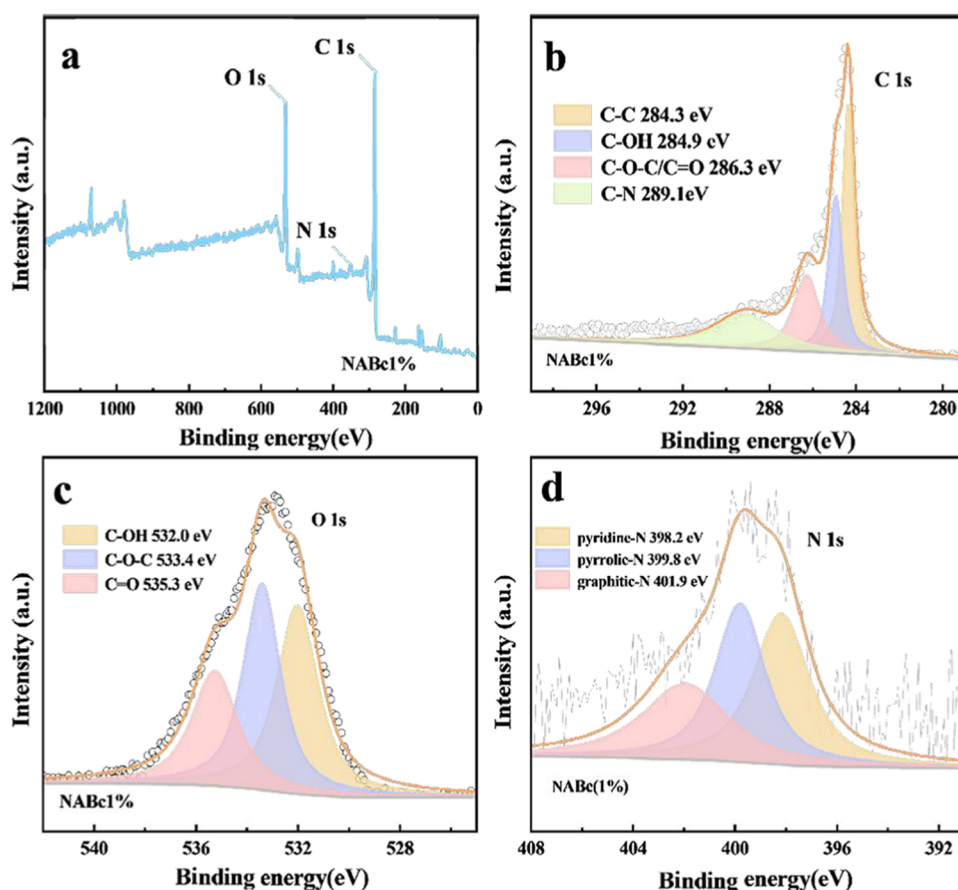 a
C 1s
O 1s
N 1s
NABc1%
Intensity (a.u.)
1200 1000 800 600 400 200 0
Binding energy(eV)
b
C 1s
C-C 284.3 eV
C-OH 284.9 cV
C-O-C/C=O 286.3 eV
C-N 289.1eV
NABc1%
Intensity (a.u.)
296 292 288 284 280
Binding energy(eV)
c
O 1s
C-OH 532.0 eV
C-O-C 533.4 eV
C=O 535.3 eV
NABc1%
Intensity (a.u.)
540 536 532 528
Binding energy(eV)
d
N 1s
pyridine-N 398.2 eV
pyrrolic-N 399.8 eV
graphitic-N 401.9 eV
NABc(1%)
Intensity (a.u.)
408 404 400 396 392
Binding energy(eV)